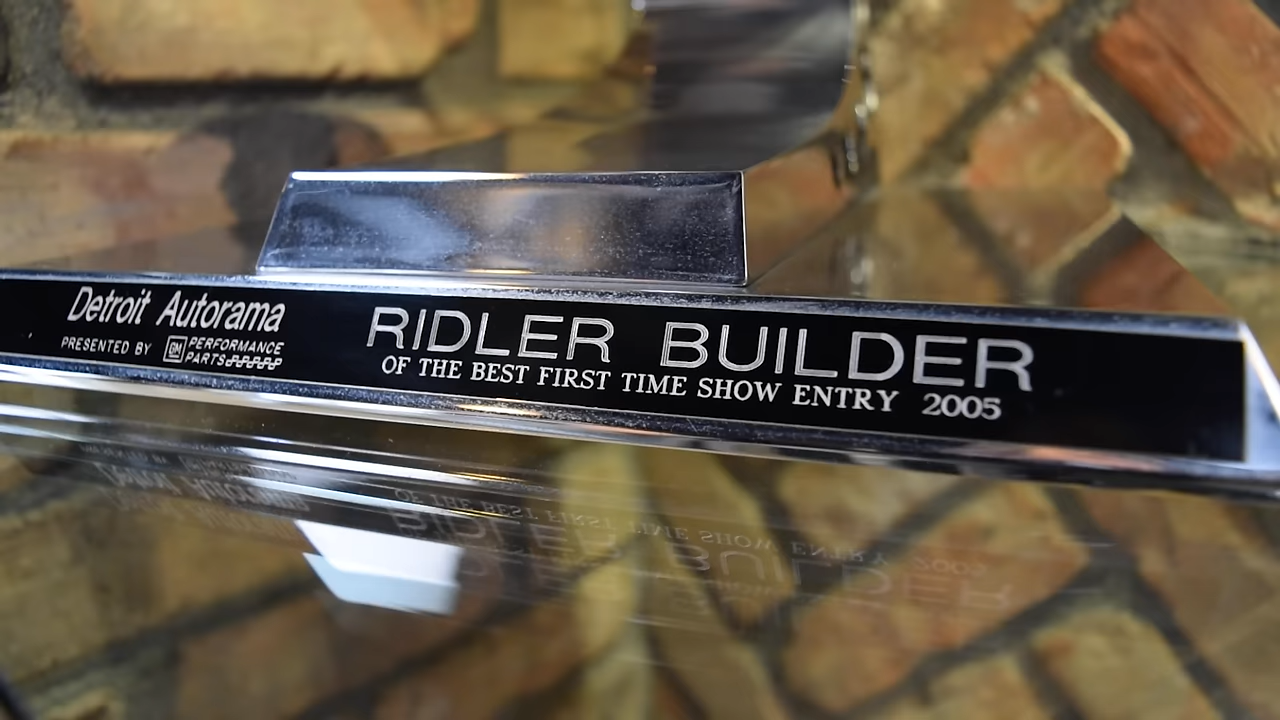 Detroit Autorama
PRESENTED BY GM PERFORMANCE PARTS
RIDLER BUILDER
OF THE BEST FIRST TIME SHOW ENTRY 2005